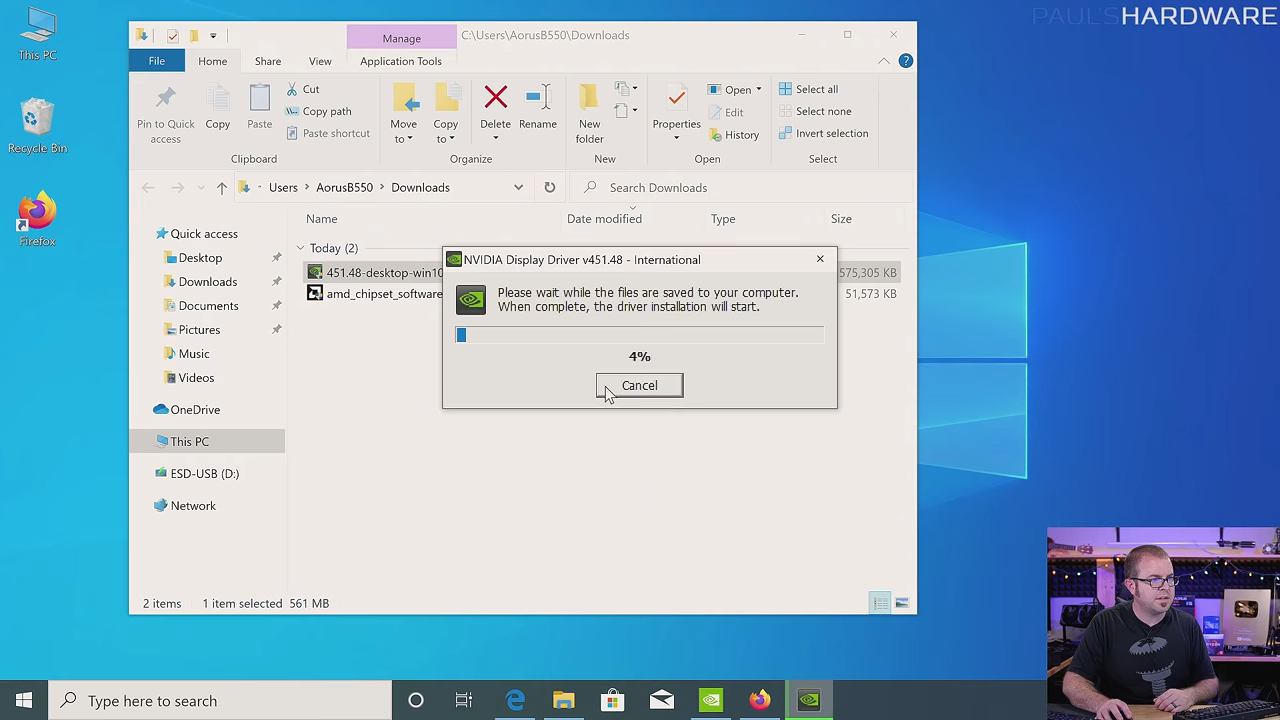 PAUL'SHARDWARE
This PC
Recycle Bin
Firefox
Manage
C:\Users\AorusB550\Downloads
File
Home
Share
View
Application Tools
Pin to Quick access
Copy
Paste
Cut
Copy path
Paste shortcut
Clipboard
Move to
Copy to
Delete
Rename
Organize
New folder
New
Properties
Open
Edit
History
Open
Select all
Select none
Invert selection
Select
Users > AorusB550 > Downloads
Search Downloads
Name
Date modified
Type
Size
Quick access
Desktop
Downloads
Documents
Pictures
Music
Videos
OneDrive
This PC
ESD-USB (D:)
Network
Today (2)
451.48-desktop-win10
575,305 KB
amd_chipset_software
51,573 KB
NVIDIA Display Driver v451.48 - International
Please wait while the files are saved to your computer.
When complete, the driver installation will start.
4%
Cancel
2 items
1 item selected
561 MB
Type here to search